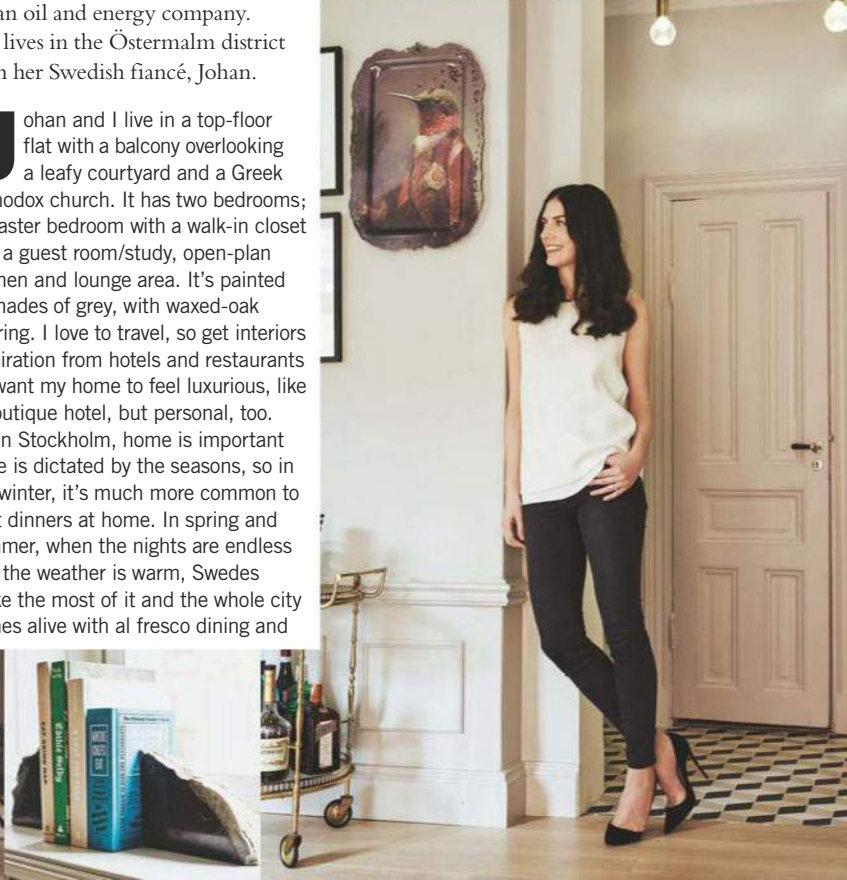 an oil and energy company.
lives in the Östermalm district
her Swedish fiancé, Johan.
Johan and I live in a top-floor
flat with a balcony overlooking
a leafy courtyard and a Greek
hodox church. It has two bedrooms;
aster bedroom with a walk-in closet
a guest room/study, open-plan
hen and lounge area. It's painted
hades of grey, with waxed-oak
ring. I love to travel, so get interiors
iration from hotels and restaurants
want my home to feel luxurious, like
outique hotel, but personal, too.
n Stockholm, home is important
e is dictated by the seasons, so in
winter, it's much more common to
t dinners at home. In spring and
mer, when the nights are endless
the weather is warm, Swedes
ke the most of it and the whole city
nes alive with al fresco dining and